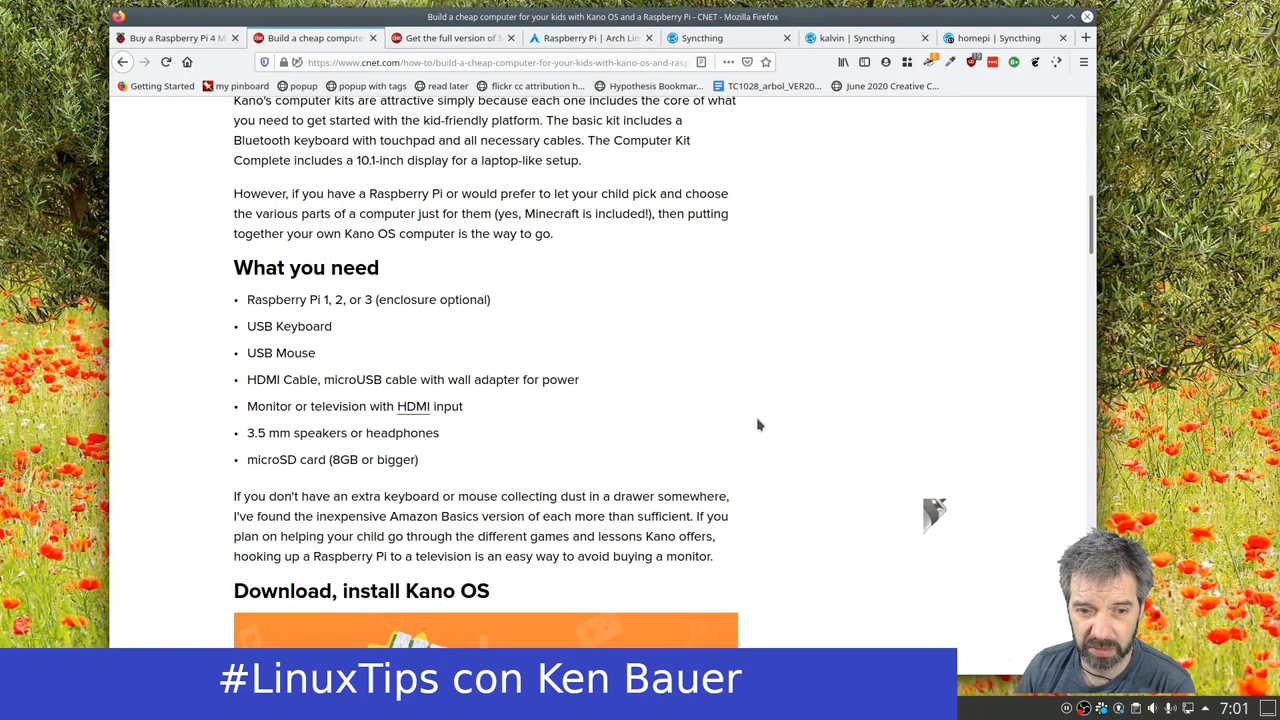 Build a cheap computer for your kids with Kano OS and a Raspberry Pi - CNET - Mozilla Firefox
Buy a Raspberry Pi 4 M
Build a cheap compute
Get the full version of M
Raspberry Pi | Arch Lin
Syncthing
kalvin | Syncthing
homepi | Syncthing
https://www.cnet.com/how-to/build-a-cheap-computer-for-your-kids-with-kano-os-and-rasp
Getting Started
my pinboard
popup
popup with tags
read later
flickr cc attribution h...
Hypothesis Bookmar...
TC1028_arbol_VER20...
June 2020 Creative C...
Kano's computer kits are attractive simply because each one includes the core of what
you need to get started with the kid-friendly platform. The basic kit includes a
Bluetooth keyboard with touchpad and all necessary cables. The Computer Kit
Complete includes a 10.1-inch display for a laptop-like setup.
However, if you have a Raspberry Pi or would prefer to let your child pick and choose
the various parts of a computer just for them (yes, Minecraft is included!), then putting
together your own Kano OS computer is the way to go.
What you need
• Raspberry Pi 1, 2, or 3 (enclosure optional)
• USB Keyboard
• USB Mouse
• HDMI Cable, microUSB cable with wall adapter for power
• Monitor or television with HDMI input
• 3.5 mm speakers or headphones
• microSD card (8GB or bigger)
If you don't have an extra keyboard or mouse collecting dust in a drawer somewhere,
I've found the inexpensive Amazon Basics version of each more than sufficient. If you
plan on helping your child go through the different games and lessons Kano offers,
hooking up a Raspberry Pi to a television is an easy way to avoid buying a monitor.
Download, install Kano OS
#LinuxTips con Ken Bauer
7:01